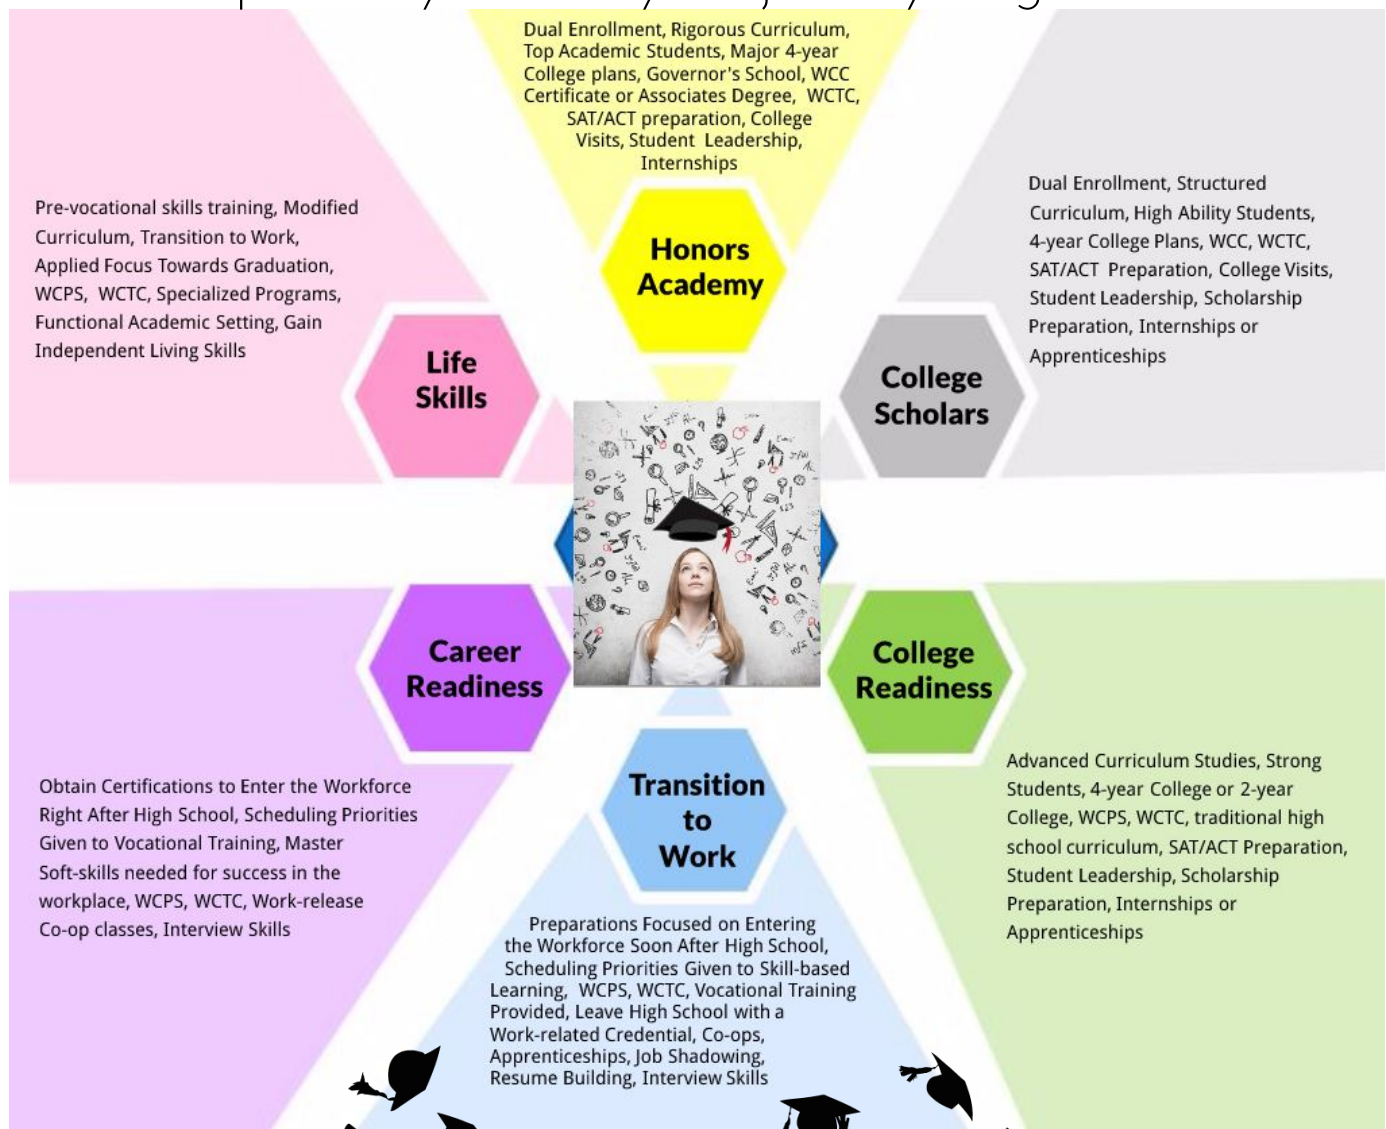 Dual Enrollment, Rigorous Curriculum,
Top Academic Students, Major 4-year
College plans, Governor's School, WCC
Certificate or Associates Degree, WCTC,
SAT/ACT preparation, College
Visits, Student Leadership,
Internships
Honors
Academy
Pre-vocational skills training, Modified
Curriculum, Transition to Work,
Applied Focus Towards Graduation,
WCPS, WCTC, Specialized Programs,
Functional Academic Setting, Gain
Independent Living Skills
Life
Skills
Dual Enrollment, Structured
Curriculum, High Ability Students,
4-year College Plans, WCC, WCTC,
SAT/ACT Preparation, College Visits,
Student Leadership, Scholarship
Preparation, Internships or
Apprenticeships
College
Scholars
Career
Readiness
Obtain Certifications to Enter the Workforce
Right After High School, Scheduling Priorities
Given to Vocational Training, Master
Soft-skills needed for success in the
workplace, WCPS, WCTC, Work-release
Co-op classes, Interview Skills
College
Readiness
Advanced Curriculum Studies, Strong
Students, 4-year College or 2-year
College, WCPS, WCTC, traditional high
school curriculum, SAT/ACT Preparation,
Student Leadership, Scholarship
Preparation, Internships or
Apprenticeships
Transition
to
Work
Preparations Focused on Entering
the Workforce Soon After High School,
Scheduling Priorities Given to Skill-based
Learning, WCPS, WCTC, Vocational Training
Provided, Leave High School with a
Work-related Credential, Co-ops,
Apprenticeships, Job Shadowing,
Resume Building, Interview Skills